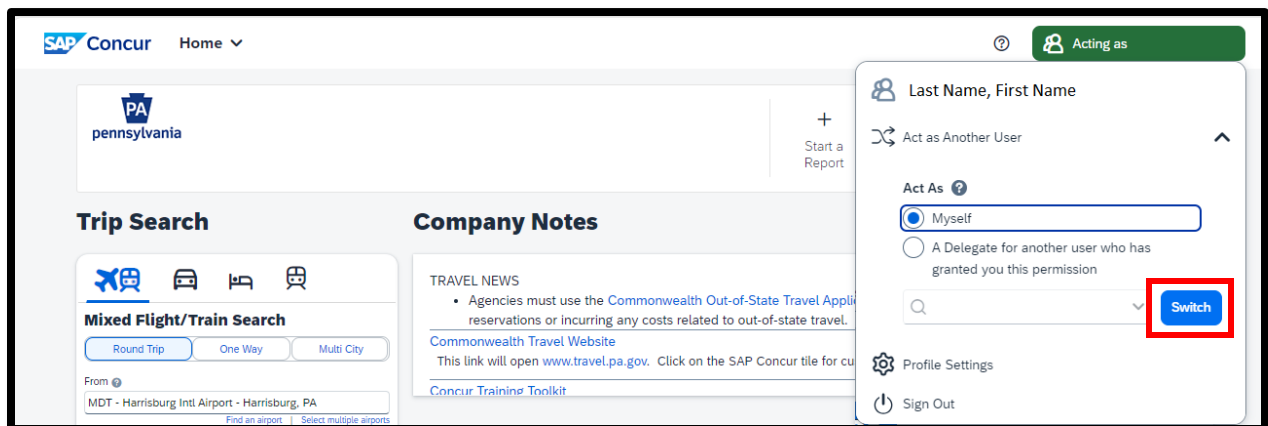 SAP Concur Home
Acting as
PA
pennsylvania
Start a
Report
Last Name, First Name
Act as Another User
Act As
Myself
A Delegate for another user who has
granted you this permission
Switch
Profile Settings
Sign Out
Trip Search
Mixed Flight/Train Search
Round Trip One Way Multi City
From
MDT - Harrisburg Intl Airport - Harrisburg, PA
Find an airport | Select multiple airports
Company Notes
TRAVEL NEWS
• Agencies must use the Commonwealth Out-of-State Travel Appli
reservations or incurring any costs related to out-of-state travel.
Commonwealth Travel Website
This link will open www.travel.pa.gov. Click on the SAP Concur tile for cu
Concur Training Toolkit